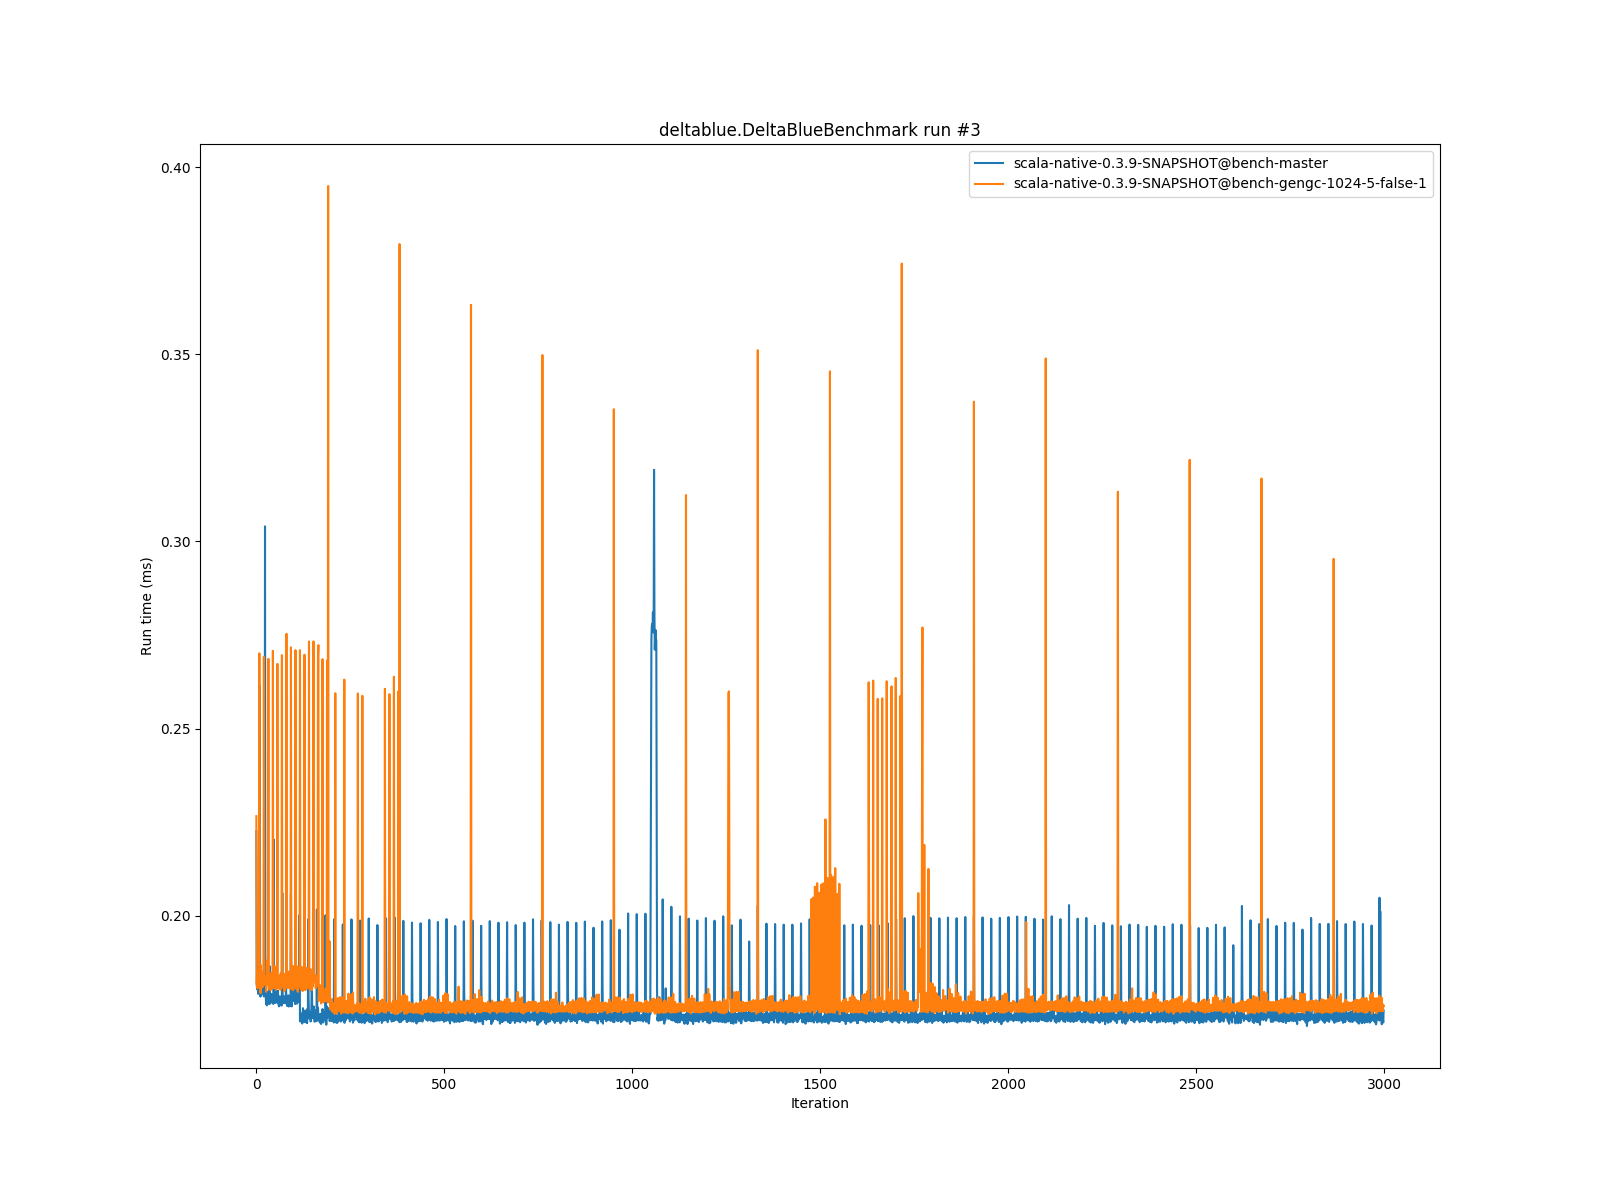 deltablue.DeltaBlueBenchmark run #3
scala-native-0.3.9-SNAPSHOT@bench-master
scala-native-0.3.9-SNAPSHOT@bench-gengc-1024-5-false-1
Run time (ms)
0.40
0.35
0.30
0.25
0.20
0
500
1000
1500
2000
2500
3000
Iteration